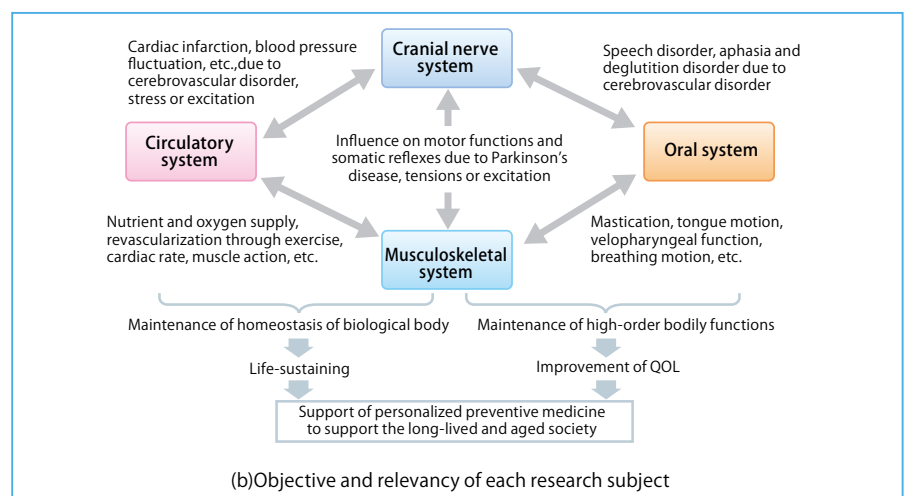 Cardiac infarction, blood pressure
fluctuation, etc.,due to
cerebrovascular disorder,
stress or excitation
Cranial nerve
system
Speech disorder, aphasia and
deglutition disorder due to
cerebrovascular disorder
Circulatory
system
Influence on motor functions and
somatic reflexes due to Parkinson's
disease, tensions or excitation
Oral system
Nutrient and oxygen supply,
revascularization through exercise,
cardiac rate, muscle action, etc.
Musculoskeletal
system
Mastication, tongue motion,
velopharyngeal function,
breathing motion, etc.
Maintenance of homeostasis of biological body
Maintenance of high-order bodily functions
Life-sustaining
Improvement of QOL
Support of personalized preventive medicine
to support the long-lived and aged society
(b)Objective and relevancy of each research subject